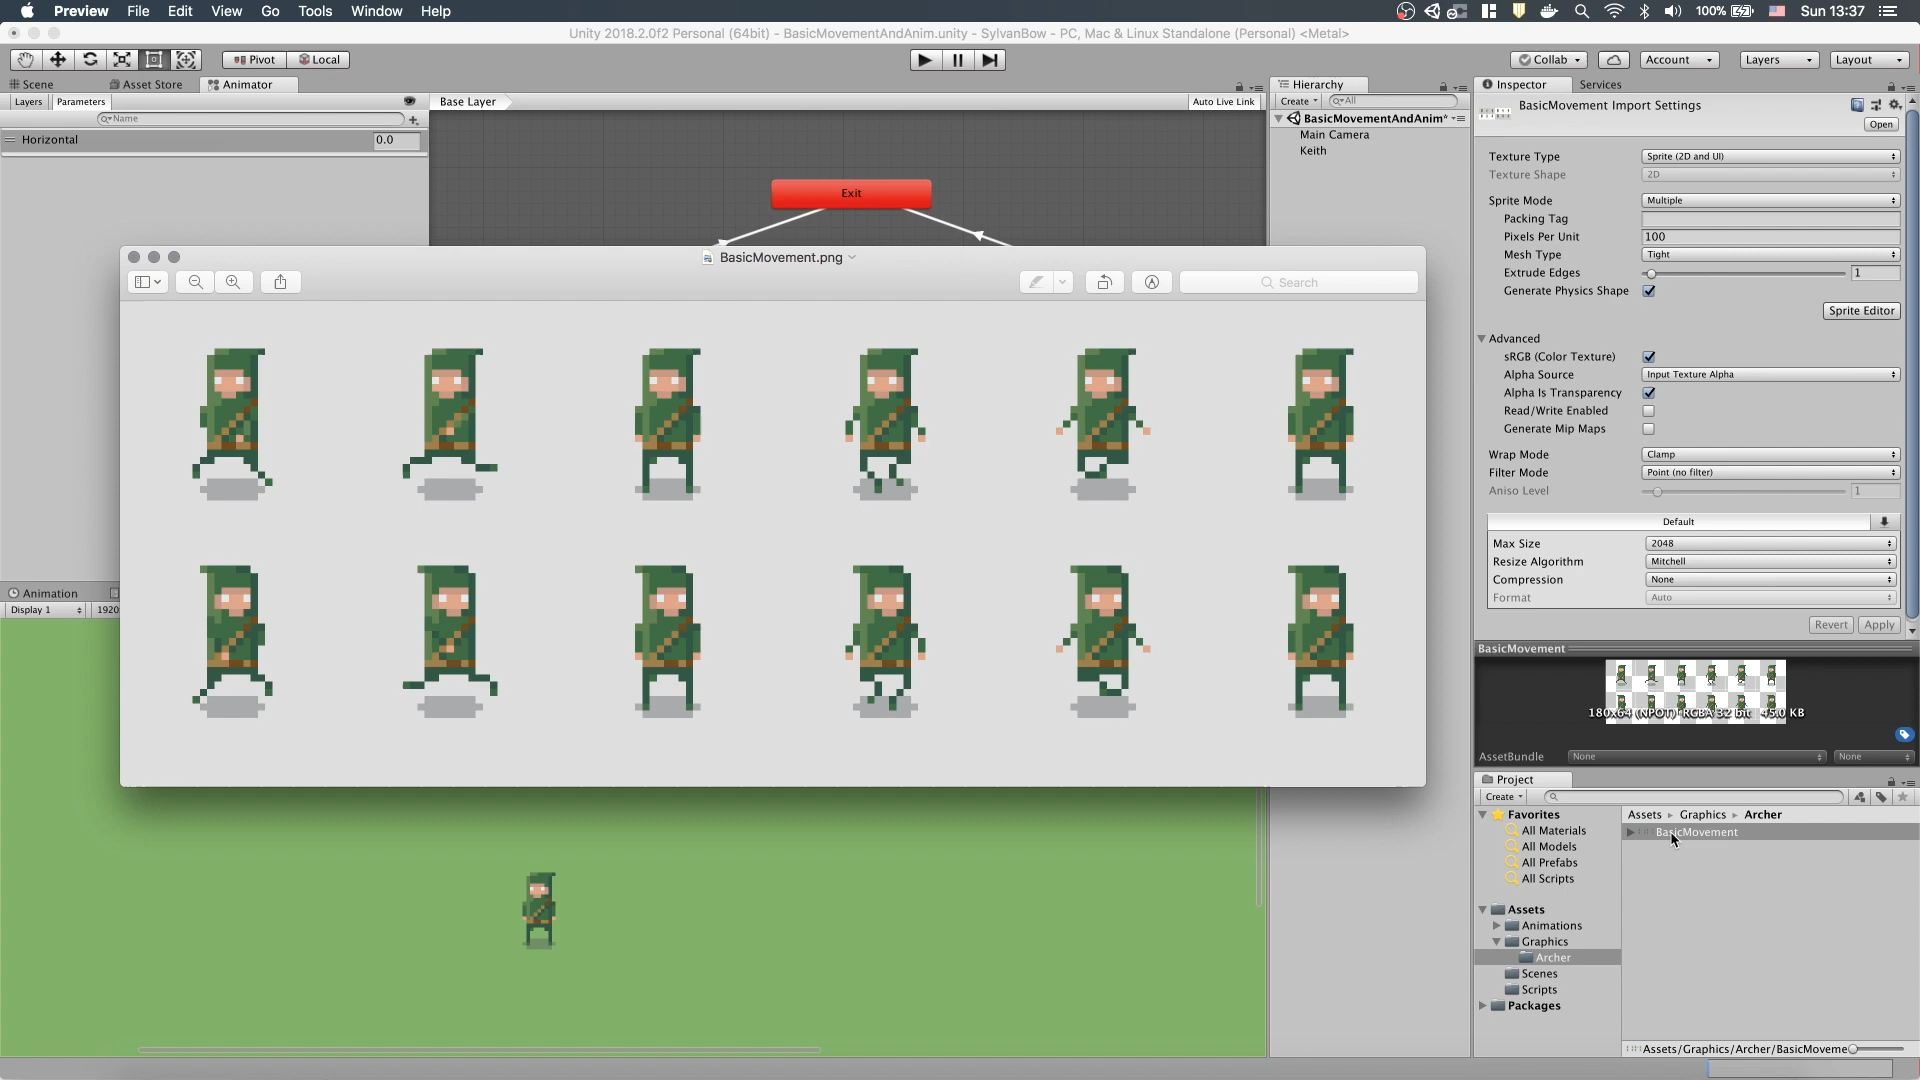 Preview File Edit View Go Tools Window Help 100% Sun 13:37
Unity 2018.2.0f2 Personal (64bit) - BasicMovementAndAnim.unity - SylvanBow - PC, Mac & Linux Standalone (Personal) <Metal>
Pivot Local Collab Account Layers Layout
Scene Asset Store Animator Hierarchy Inspector Services
Layers Parameters Base Layer Auto Live Link Create All
Name
Horizontal 0.0
Exit
BasicMovementAndAnim*
Main Camera
Keith
BasicMovement Import Settings
Open
Texture Type Sprite (2D and UI)
Texture Shape 2D
Sprite Mode Multiple
Packing Tag
Pixels Per Unit 100
Mesh Type Tight
Extrude Edges 1
Generate Physics Shape
Sprite Editor
Advanced
sRGB (Color Texture)
Alpha Source Input Texture Alpha
Alpha Is Transparency
Read/Write Enabled
Generate Mip Maps
Wrap Mode Clamp
Filter Mode Point (no filter)
Aniso Level 1
Default
Max Size 2048
Resize Algorithm Mitchell
Compression None
Format Auto
Revert Apply
BasicMovement.png
Search
Animation
Display 1 1920
BasicMovement
180x64 (NPOT) RGBA 32 bit 45.0 KB
AssetBundle None None
Project
Create
Favorites
All Materials
All Models
All Prefabs
All Scripts
Assets
Animations
Graphics
Archer
Scenes
Scripts
Packages
Assets Graphics Archer
BasicMovement
Assets/Graphics/Archer/BasicMoveme